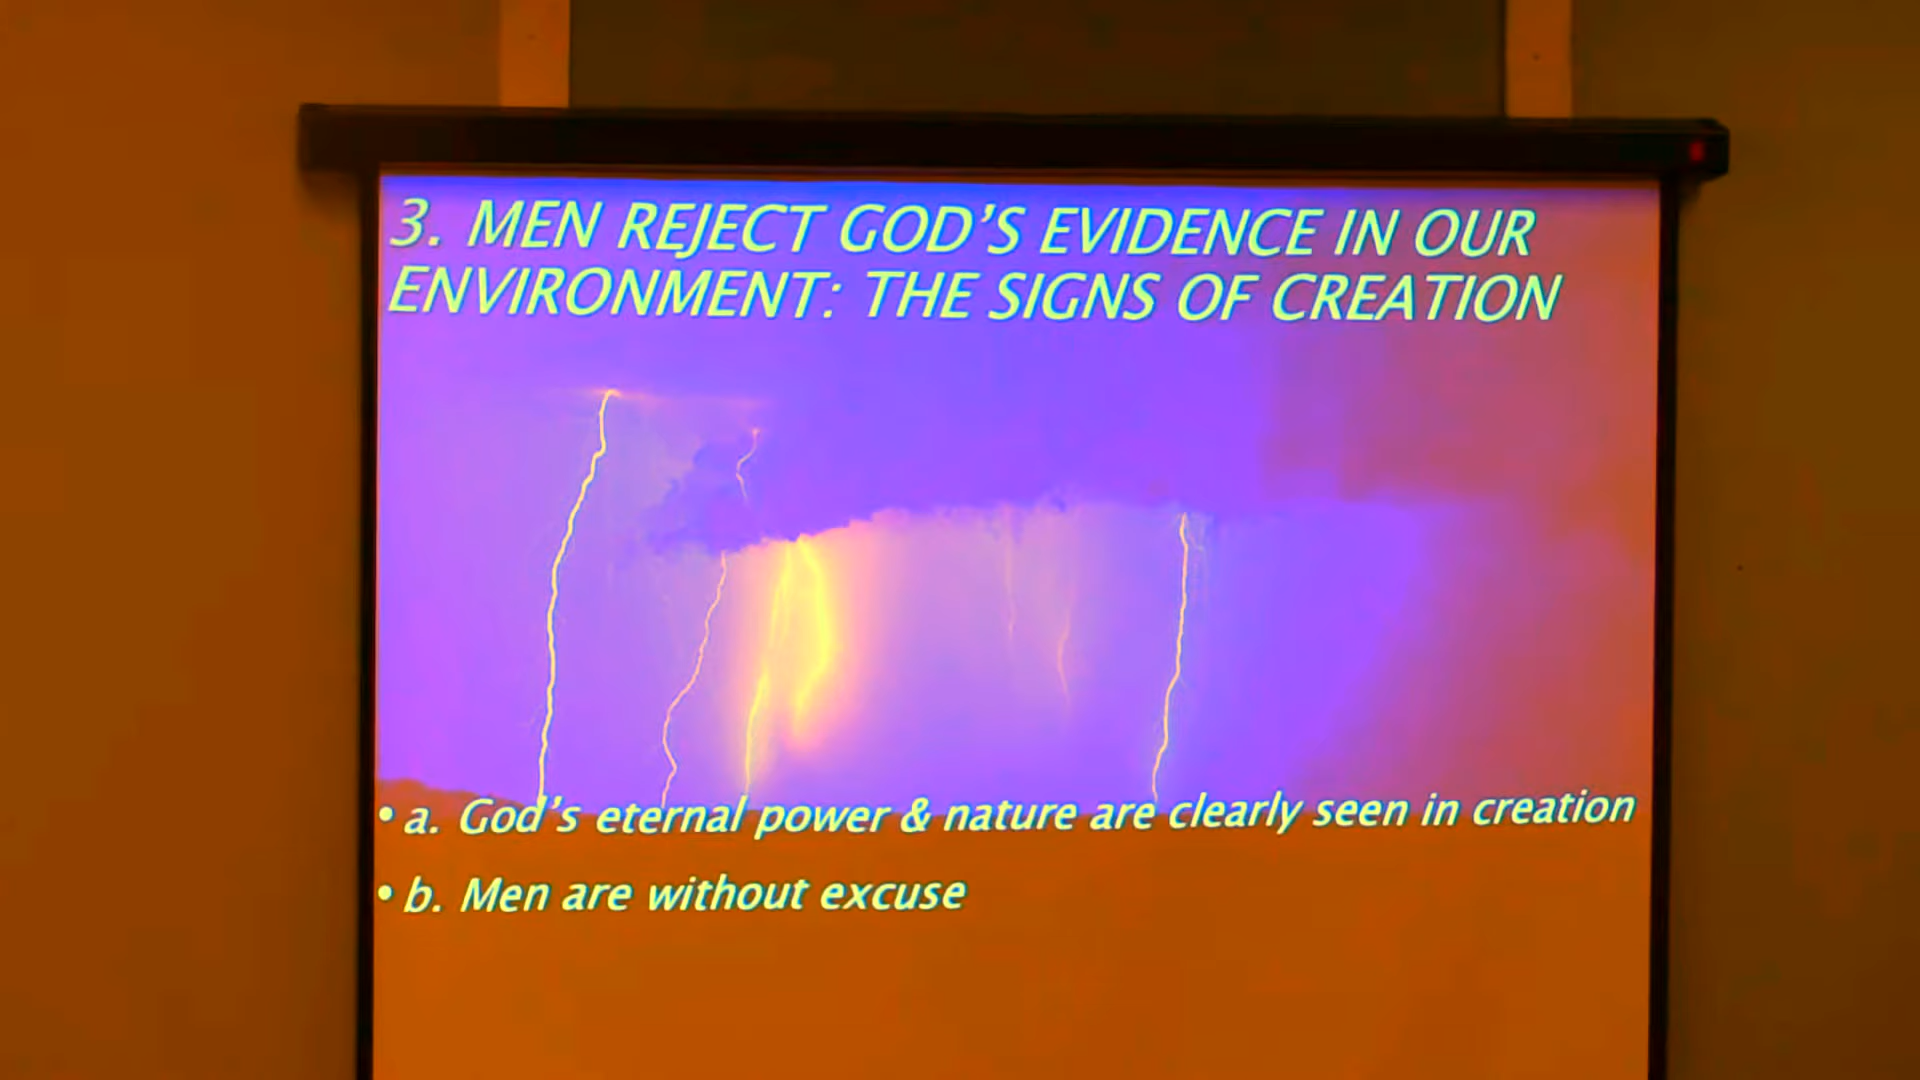 3. MEN REJECT GOD'S EVIDENCE IN OUR
ENVIRONMENT: THE SIGNS OF CREATION
• a. God's eternal power & nature are clearly seen in creation
• b. Men are without excuse